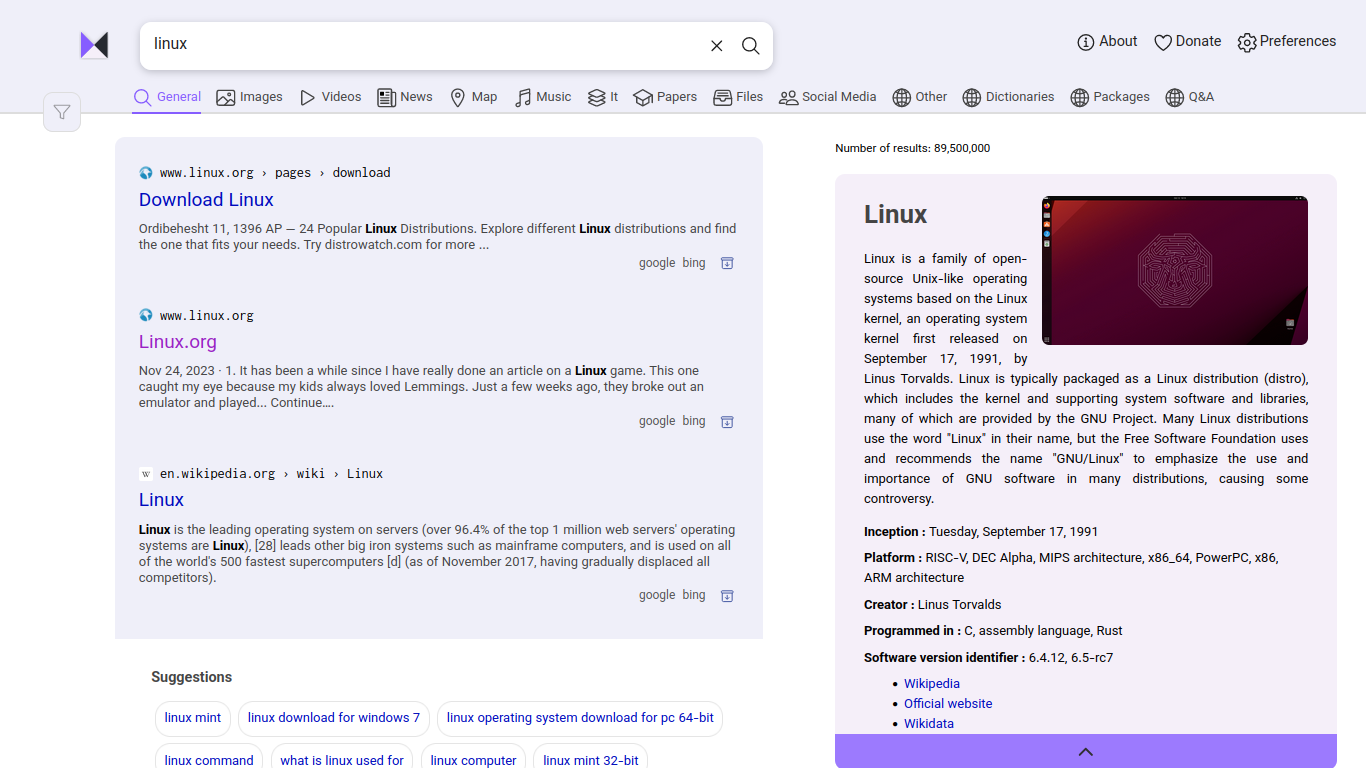 linux
About
Donate
Preferences
General
Images
Videos
News
Map
Music
It
Papers
Files
Social Media
Other
Dictionaries
Packages
Q&A
www.linux.org › pages › download
Download Linux
Ordibehesht 11, 1396 AP — 24 Popular Linux Distributions. Explore different Linux distributions and find
the one that fits your needs. Try distrowatch.com for more ...
google bing
www.linux.org
Linux.org
Nov 24, 2023 · 1. It has been a while since I have really done an article on a Linux game. This one
caught my eye because my kids always loved Lemmings. Just a few weeks ago, they broke out an
emulator and played... Continue....
google bing
W
en.wikipedia.org › wiki › Linux
Linux
Linux is the leading operating system on servers (over 96.4% of the top 1 million web servers' operating
systems are Linux), [28] leads other big iron systems such as mainframe computers, and is used on all
of the world's 500 fastest supercomputers [d] (as of November 2017, having gradually displaced all
competitors).
google bing
Suggestions
linux mint
linux download for windows 7
linux operating system download for pc 64-bit
linux command
what is linux used for
linux computer
linux mint 32-bit
Number of results: 89,500,000
Linux
Linux is a family of open-
source Unix-like operating
systems based on the Linux
kernel, an operating system
kernel first released on
September 17, 1991, by
Linus Torvalds. Linux is typically packaged as a Linux distribution (distro),
which includes the kernel and supporting system software and libraries,
many of which are provided by the GNU Project. Many Linux distributions
use the word "Linux" in their name, but the Free Software Foundation uses
and recommends the name "GNU/Linux" to emphasize the use and
importance of GNU software in many distributions, causing some
controversy.
Inception : Tuesday, September 17, 1991
Platform : RISC-V, DEC Alpha, MIPS architecture, x86_64, PowerPC, x86,
ARM architecture
Creator : Linus Torvalds
Programmed in : C, assembly language, Rust
Software version identifier : 6.4.12, 6.5-rc7
• Wikipedia
• Official website
• Wikidata